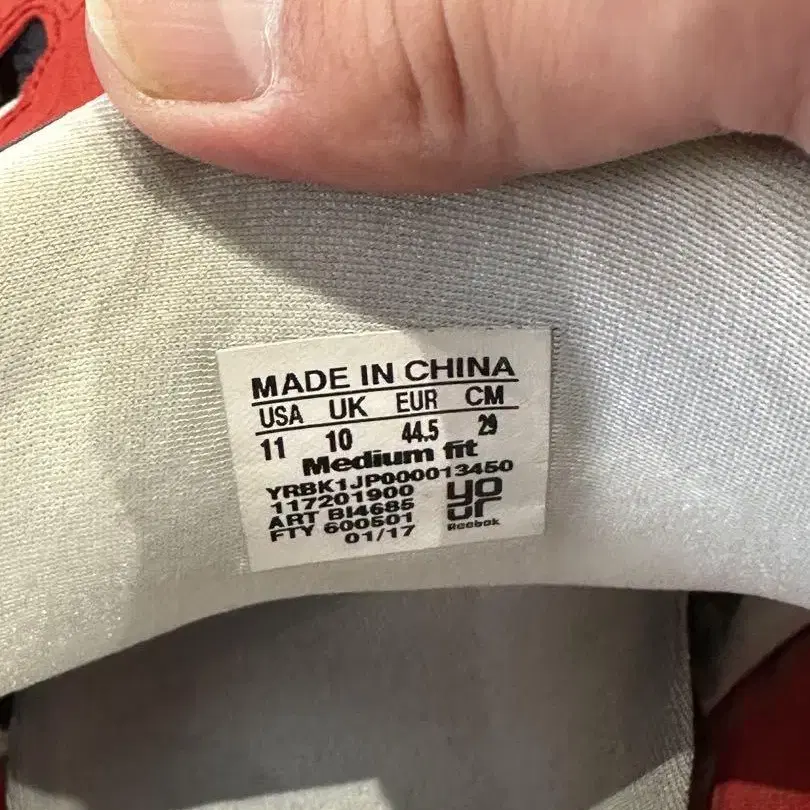 MADE IN CHINA
USA UK EUR CM
11 10 44.5 29
Medium fit
YRBK1JP000013450
117201900
ART BI4685
FTY 600501
01/17
YO
UR
Reebok